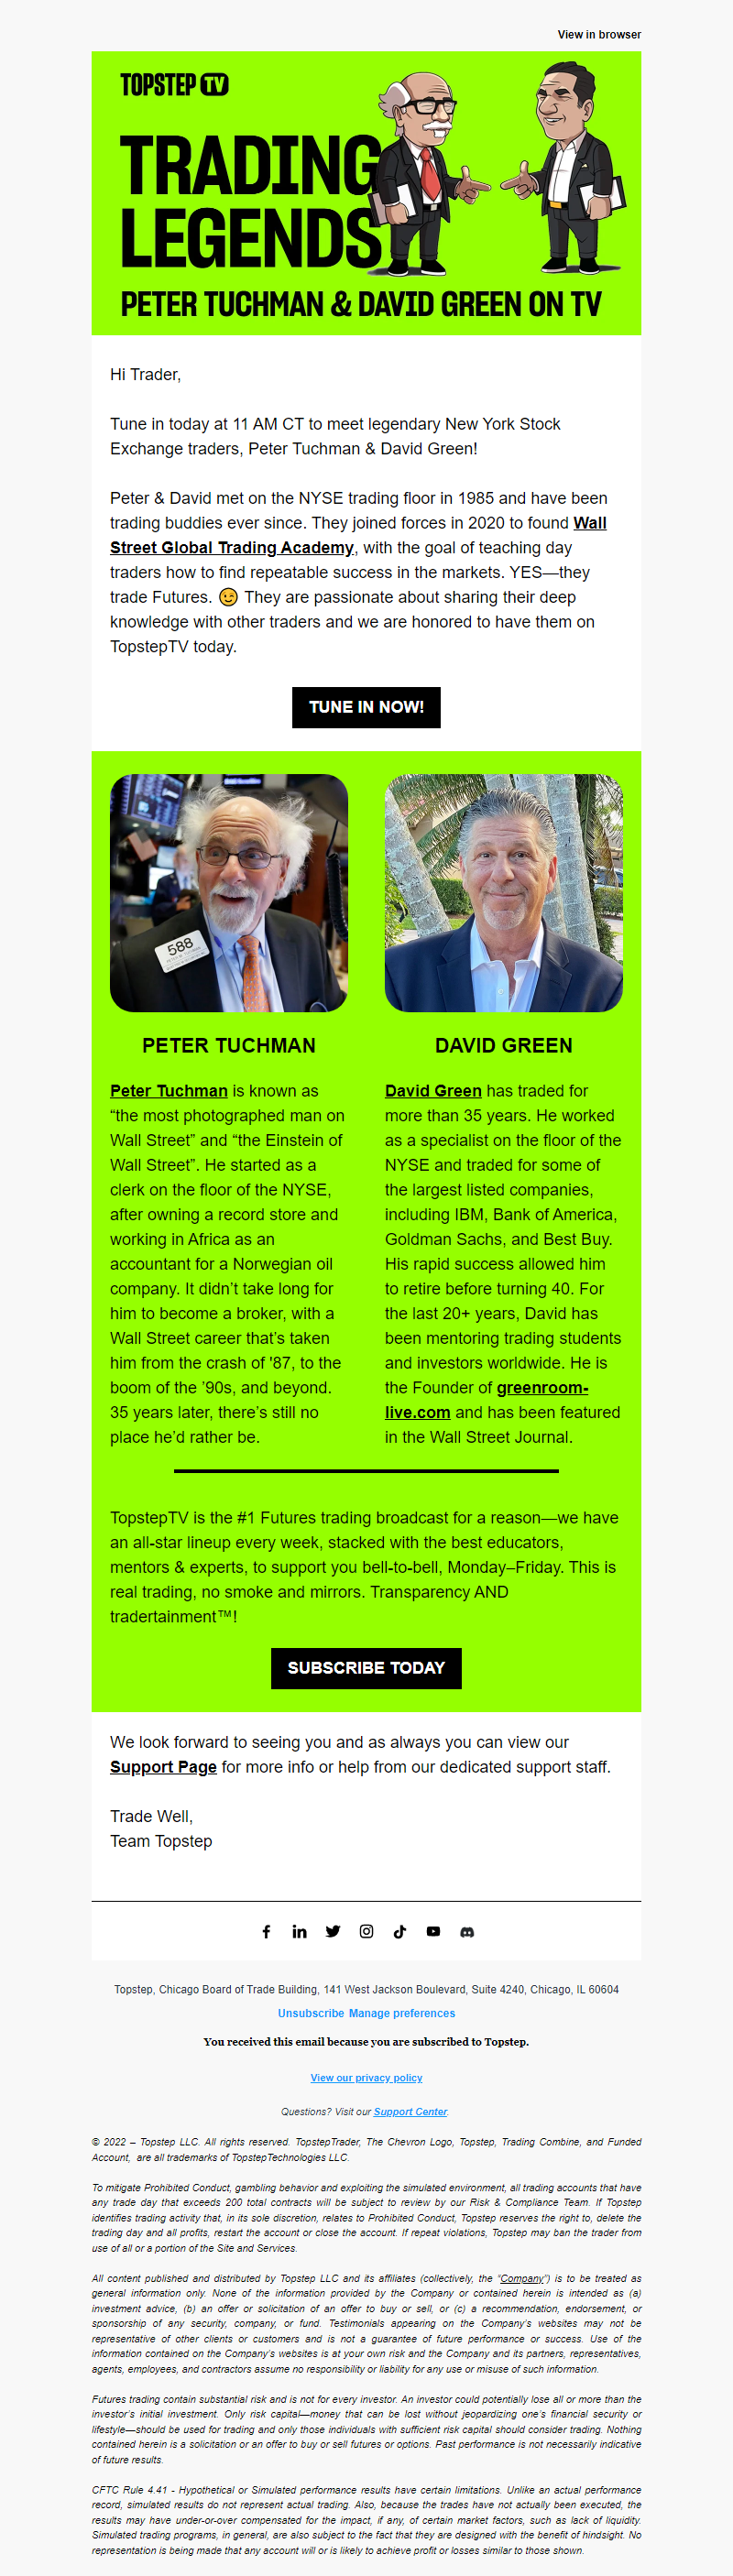 View in browser
TOPSTEP TV
TRADING
LEGENDS
PETER TUCHMAN & DAVID GREEN ON TV
Hi Trader,
Tune in today at 11 AM CT to meet legendary New York Stock
Exchange traders, Peter Tuchman & David Green!
Peter & David met on the NYSE trading floor in 1985 and have been
trading buddies ever since. They joined forces in 2020 to found Wall
Street Global Trading Academy, with the goal of teaching day
traders how to find repeatable success in the markets. YES—they
trade Futures. 😉 They are passionate about sharing their deep
knowledge with other traders and we are honored to have them on
TopstepTV today.
TUNE IN NOW!
588
PETER TUCHMAN
Peter Tuchman is known as
“the most photographed man on
Wall Street” and “the Einstein of
Wall Street”. He started as a
clerk on the floor of the NYSE,
after owning a record store and
working in Africa as an
accountant for a Norwegian oil
company. It didn’t take long for
him to become a broker, with a
Wall Street career that’s taken
him from the crash of '87, to the
boom of the ’90s, and beyond.
35 years later, there’s still no
place he’d rather be.
DAVID GREEN
David Green has traded for
more than 35 years. He worked
as a specialist on the floor of the
NYSE and traded for some of
the largest listed companies,
including IBM, Bank of America,
Goldman Sachs, and Best Buy.
His rapid success allowed him
to retire before turning 40. For
the last 20+ years, David has
been mentoring trading students
and investors worldwide. He is
the Founder of greenroom-
live.com and has been featured
in the Wall Street Journal.
TopstepTV is the #1 Futures trading broadcast for a reason—we have
an all-star lineup every week, stacked with the best educators,
mentors & experts, to support you bell-to-bell, Monday–Friday. This is
real trading, no smoke and mirrors. Transparency AND
tradertainment™!
SUBSCRIBE TODAY
We look forward to seeing you and as always you can view our
Support Page for more info or help from our dedicated support staff.
Trade Well,
Team Topstep
Topstep, Chicago Board of Trade Building, 141 West Jackson Boulevard, Suite 4240, Chicago, IL 60604
Unsubscribe Manage preferences
You received this email because you are subscribed to Topstep.
View our privacy policy
Questions? Visit our Support Center.
© 2022 – Topstep LLC. All rights reserved. TopstepTrader, The Chevron Logo, Topstep, Trading Combine, and Funded
Account, are all trademarks of TopstepTechnologies LLC.
To mitigate Prohibited Conduct, gambling behavior and exploiting the simulated environment, all trading accounts that have
any trade day that exceeds 200 total contracts will be subject to review by our Risk & Compliance Team. If Topstep
identifies trading activity that, in its sole discretion, relates to Prohibited Conduct, Topstep reserves the right to, delete the
trading day and all profits, restart the account or close the account. If repeat violations, Topstep may ban the trader from
use of all or a portion of the Site and Services.
All content published and distributed by Topstep LLC and its affiliates (collectively, the “Company”) is to be treated as
general information only. None of the information provided by the Company or contained herein is intended as (a)
investment advice, (b) an offer or solicitation of an offer to buy or sell, or (c) a recommendation, endorsement, or
sponsorship of any security, company, or fund. Testimonials appearing on the Company’s websites may not be
representative of other clients or customers and is not a guarantee of future performance or success. Use of the
information contained on the Company’s websites is at your own risk and the Company and its partners, representatives,
agents, employees, and contractors assume no responsibility or liability for any use or misuse of such information.
Futures trading contain substantial risk and is not for every investor. An investor could potentially lose all or more than the
investor’s initial investment. Only risk capital—money that can be lost without jeopardizing one’s financial security or
lifestyle—should be used for trading and only those individuals with sufficient risk capital should consider trading. Nothing
contained herein is a solicitation or an offer to buy or sell futures or options. Past performance is not necessarily indicative
of future results.
CFTC Rule 4.41 - Hypothetical or Simulated performance results have certain limitations. Unlike an actual performance
record, simulated results do not represent actual trading. Also, because the trades have not actually been executed, the
results may have under-or-over compensated for the impact, if any, of certain market factors, such as lack of liquidity.
Simulated trading programs, in general, are also subject to the fact that they are designed with the benefit of hindsight. No
representation is being made that any account will or is likely to achieve profit or losses similar to those shown.